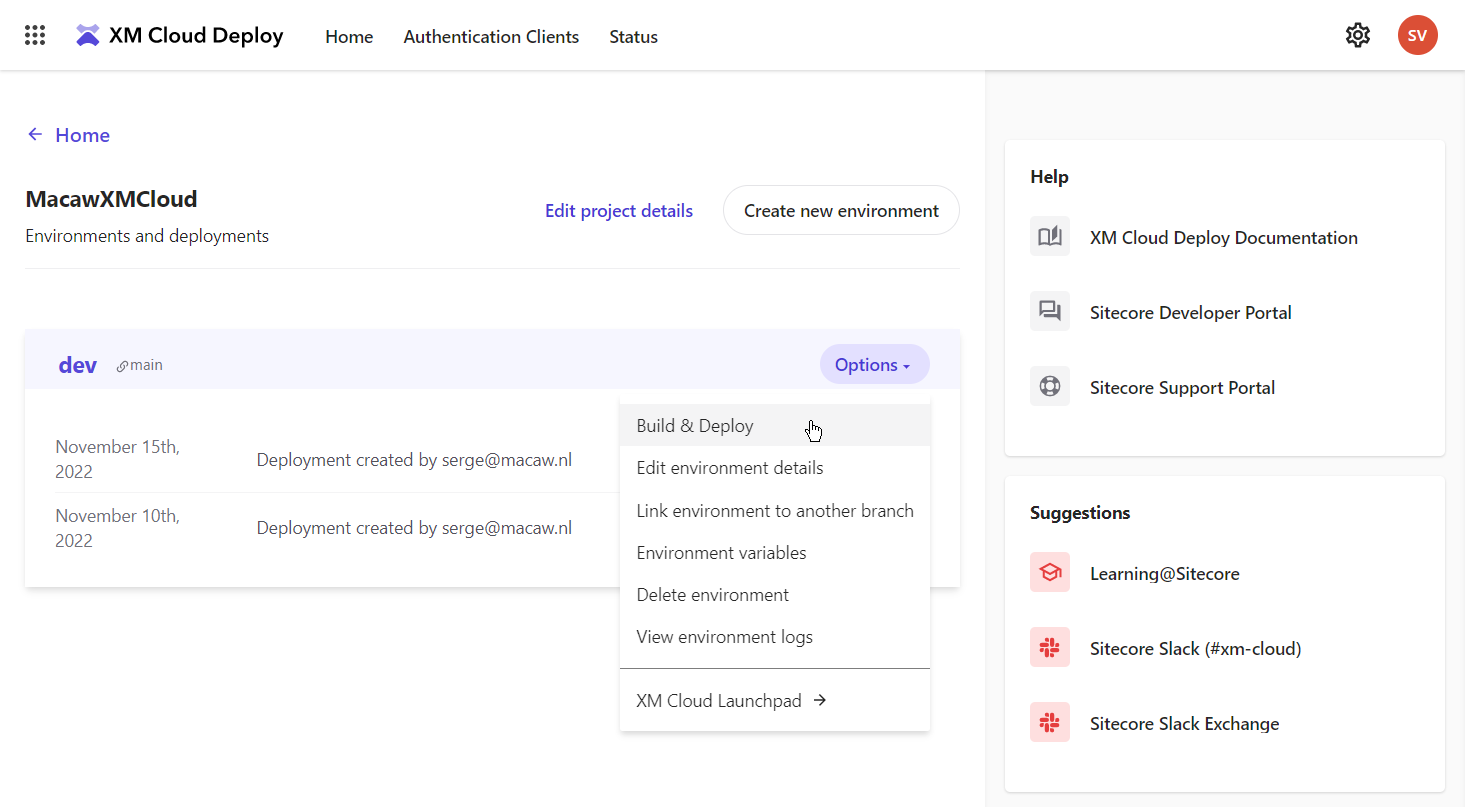 XM Cloud Deploy Home Authentication Clients Status SV
Home
MacawXMCloud
Environments and deployments
Edit project details Create new environment
dev main Options
November 15th,
2022
Deployment created by serge@macaw.nl
November 10th,
2022
Deployment created by serge@macaw.nl
Build & Deploy
Edit environment details
Link environment to another branch
Environment variables
Delete environment
View environment logs
XM Cloud Launchpad
Help
XM Cloud Deploy Documentation
Sitecore Developer Portal
Sitecore Support Portal
Suggestions
Learning@Sitecore
Sitecore Slack (#xm-cloud)
Sitecore Slack Exchange